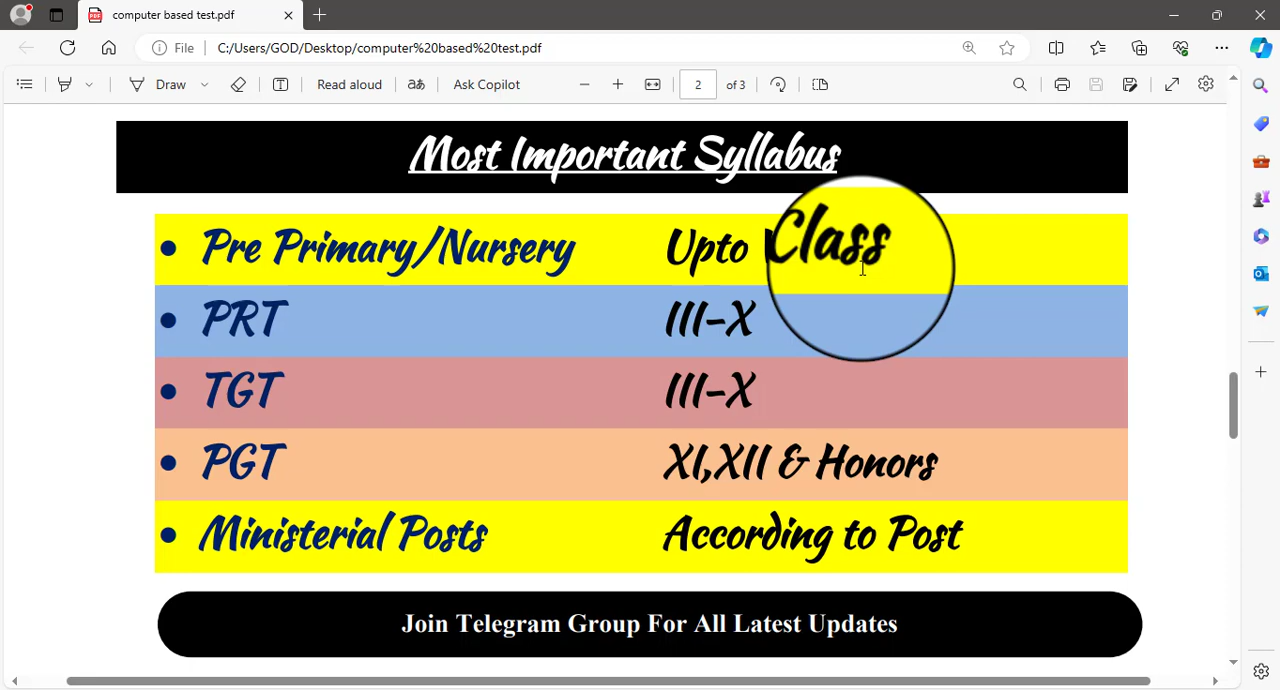 computer based test.pdf
File C:/Users/GOD/Desktop/computer%20based%20test.pdf
Draw Read aloud aあ Ask Copilot 2 of 3
Most Important Syllabus
• Pre Primary/Nursery Upto Class
• PRT III-X
• TGT III-X
• PGT XI,XII & Honors
• Ministerial Posts According to Post
Join Telegram Group For All Latest Updates